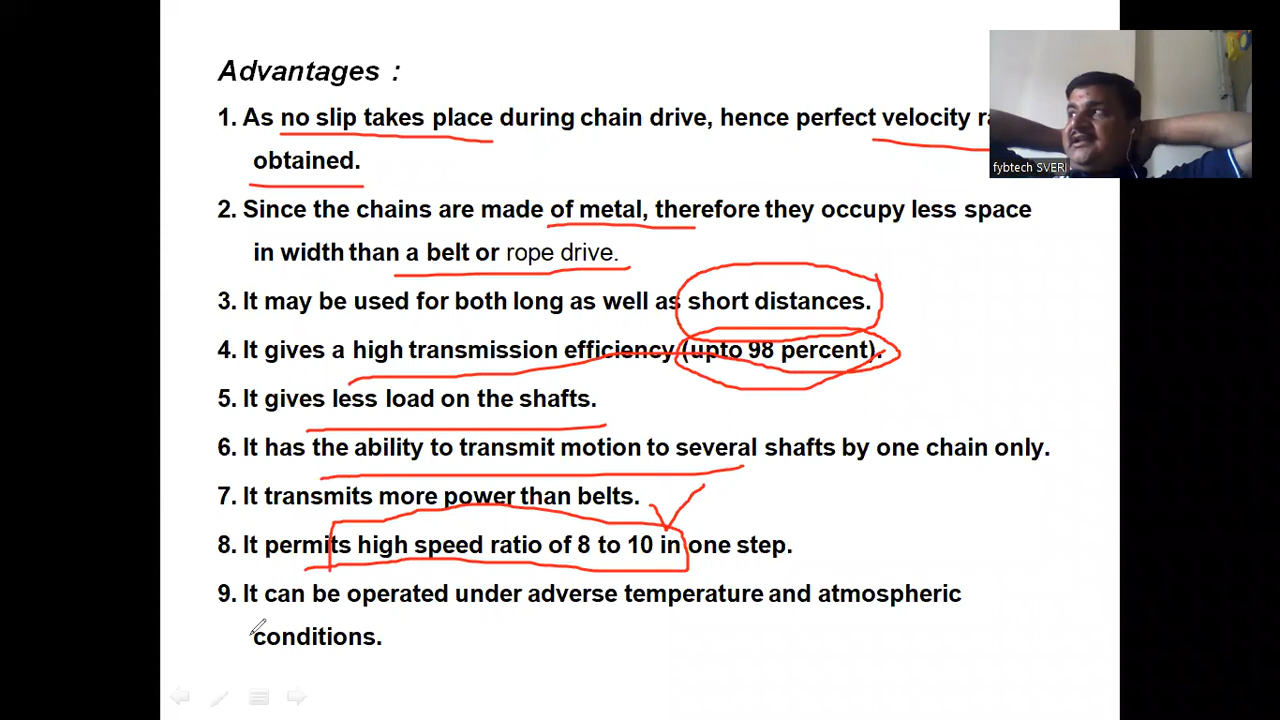 Advantages :
1. As no slip takes place during chain drive, hence perfect velocity
obtained.
2. Since the chains are made of metal, therefore they occupy less space
in width than a belt or rope drive.
3. It may be used for both long as well as short distances.
4. It gives a high transmission efficiency (upto 98 percent).
5. It gives less load on the shafts.
6. It has the ability to transmit motion to several shafts by one chain only.
7. It transmits more power than belts.
8. It permits high speed ratio of 8 to 10 in one step.
9. It can be operated under adverse temperature and atmospheric
conditions.
fybtech SVERI